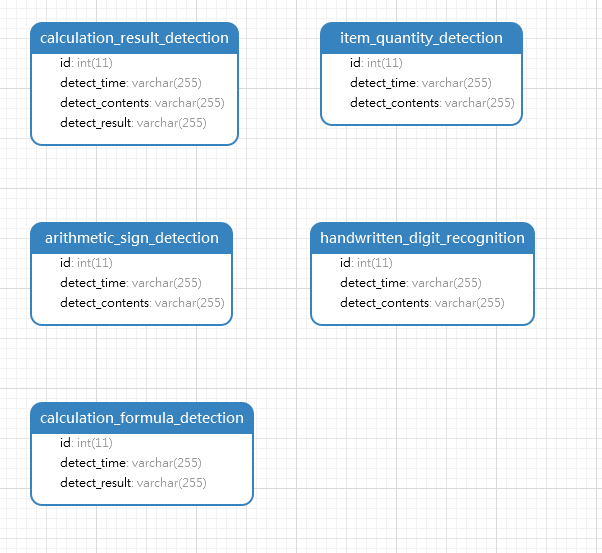 calculation_result_detection
id: int(11)
detect_time: varchar(255)
detect_contents: varchar(255)
detect_result: varchar(255)
item_quantity_detection
id: int(11)
detect_time: varchar(255)
detect_contents: varchar(255)
arithmetic_sign_detection
id: int(11)
detect_time: varchar(255)
detect_contents: varchar(255)
handwritten_digit_recognition
id: int(11)
detect_time: varchar(255)
detect_contents: varchar(255)
calculation_formula_detection
id: int(11)
detect_time: varchar(255)
detect_result: varchar(255)